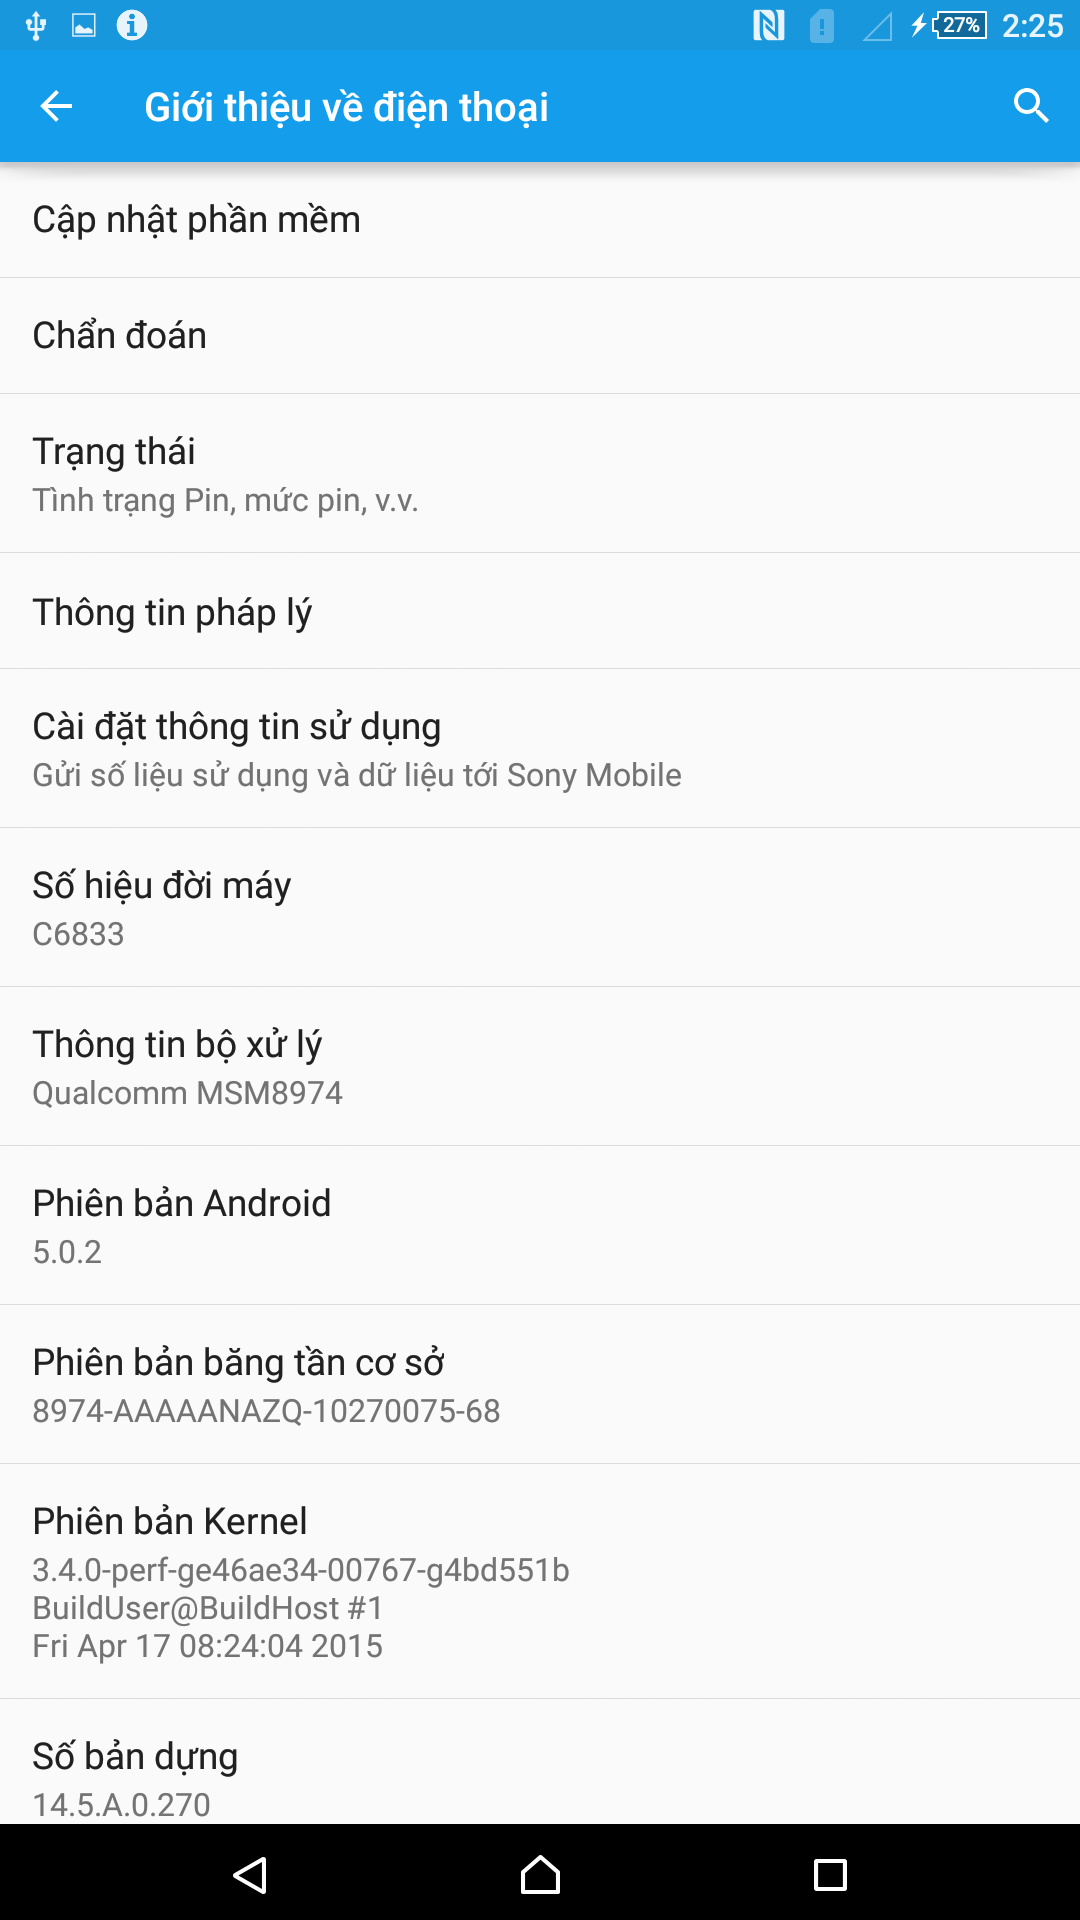 27% 2:25
Giới thiệu về điện thoại
Cập nhật phần mềm
Chẩn đoán
Trạng thái
Tình trạng Pin, mức pin, v.v.
Thông tin pháp lý
Cài đặt thông tin sử dụng
Gửi số liệu sử dụng và dữ liệu tới Sony Mobile
Số hiệu đời máy
C6833
Thông tin bộ xử lý
Qualcomm MSM8974
Phiên bản Android
5.0.2
Phiên bản băng tần cơ sở
8974-AAAAANAZQ-10270075-68
Phiên bản Kernel
3.4.0-perf-ge46ae34-00767-g4bd551b
BuildUser@BuildHost #1
Fri Apr 17 08:24:04 2015
Số bản dựng
14.5.A.0.270